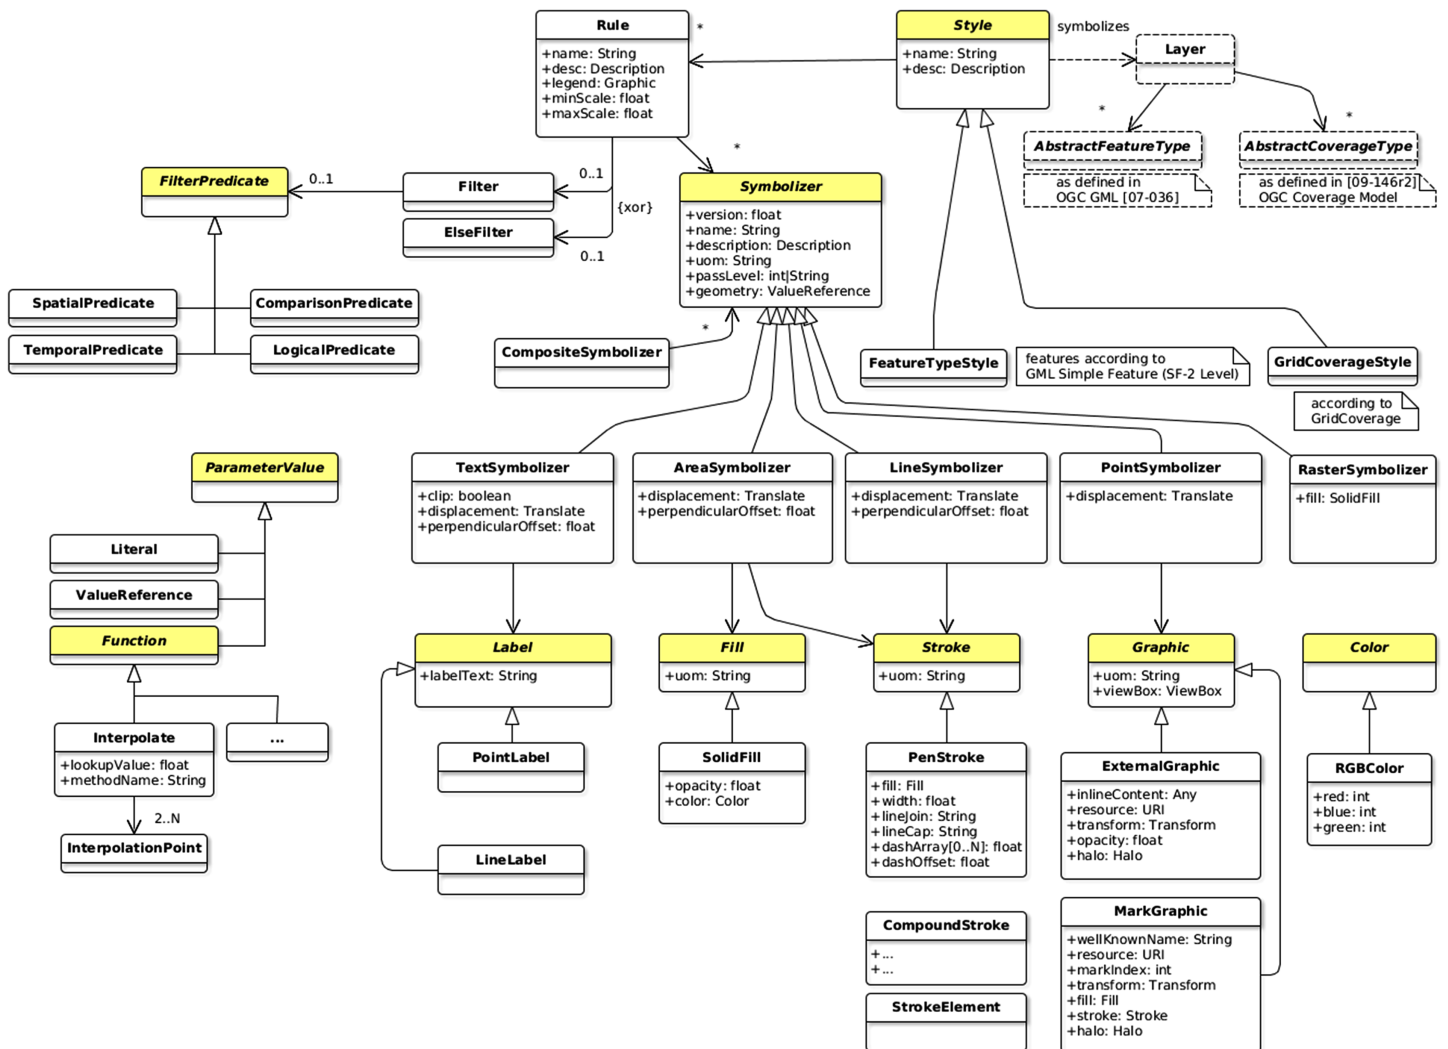 Rule
+name: String
+desc: Description
+legend: Graphic
+minScale: float
+maxScale: float
*
Style
+name: String
+desc: Description
symbolizes
Layer
*
*
AbstractFeatureType
as defined in
OGC GML [07-036]
AbstractCoverageType
as defined in [09-146r2]
OGC Coverage Model
FilterPredicate
0..1
Filter
0..1
{xor}
ElseFilter
0..1
*
Symbolizer
+version: float
+name: String
+description: Description
+uom: String
+passLevel: int|String
+geometry: ValueReference
SpatialPredicate
ComparisonPredicate
TemporalPredicate
LogicalPredicate
*
CompositeSymbolizer
FeatureTypeStyle
features according to
GML Simple Feature (SF-2 Level)
GridCoverageStyle
according to
GridCoverage
ParameterValue
Literal
ValueReference
Function
Interpolate
+lookupValue: float
+methodName: String
...
2..N
InterpolationPoint
TextSymbolizer
+clip: boolean
+displacement: Translate
+perpendicularOffset: float
AreaSymbolizer
+displacement: Translate
+perpendicularOffset: float
LineSymbolizer
+displacement: Translate
+perpendicularOffset: float
PointSymbolizer
+displacement: Translate
RasterSymbolizer
+fill: SolidFill
Label
+labelText: String
Fill
+uom: String
Stroke
+uom: String
Graphic
+uom: String
+viewBox: ViewBox
Color
PointLabel
LineLabel
SolidFill
+opacity: float
+color: Color
PenStroke
+fill: Fill
+width: float
+lineJoin: String
+lineCap: String
+dashArray[0..N]: float
+dashOffset: float
ExternalGraphic
+inlineContent: Any
+resource: URI
+transform: Transform
+opacity: float
+halo: Halo
RGBColor
+red: int
+blue: int
+green: int
CompoundStroke
+...
+...
StrokeElement
MarkGraphic
+wellKnownName: String
+resource: URI
+markIndex: int
+transform: Transform
+fill: Fill
+stroke: Stroke
+halo: Halo